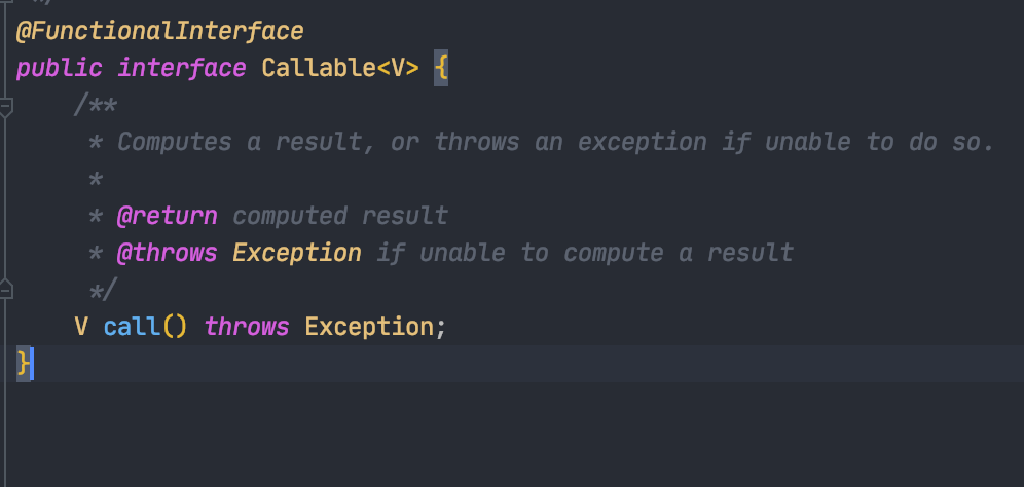 @FunctionalInterface
public interface Callable<V> {
    /**
     * Computes a result, or throws an exception if unable to do so.
     *
     * @return computed result
     * @throws Exception if unable to compute a result
     */
    V call() throws Exception;
}